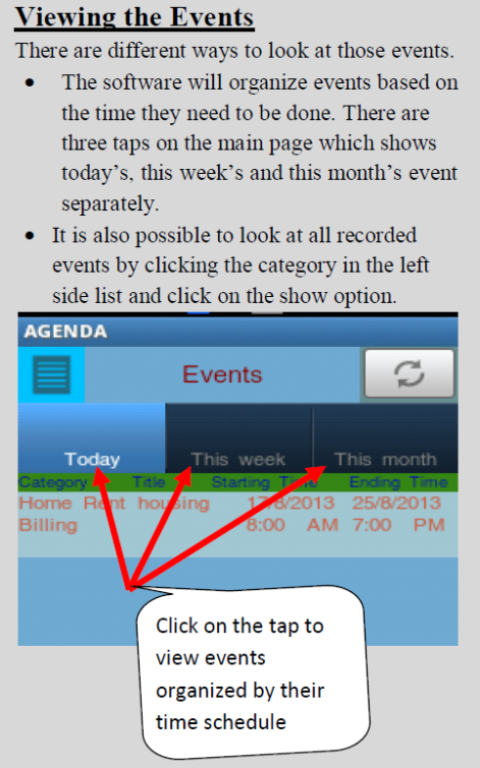 Viewing the Events
There are different ways to look at those events.
• The software will organize events based on
the time they need to be done. There are
three taps on the main page which shows
today's, this week's and this month's event
separately.
• It is also possible to look at all recorded
events by clicking the category in the left
side list and click on the show option.
AGENDA
Events
Today This week This month
Category Title Starting Time Ending Time
Home Rent housing 17/8/2013 25/8/2013
Billing 8:00 AM 7:00 PM
Click on the tap to
view events
organized by their
time schedule